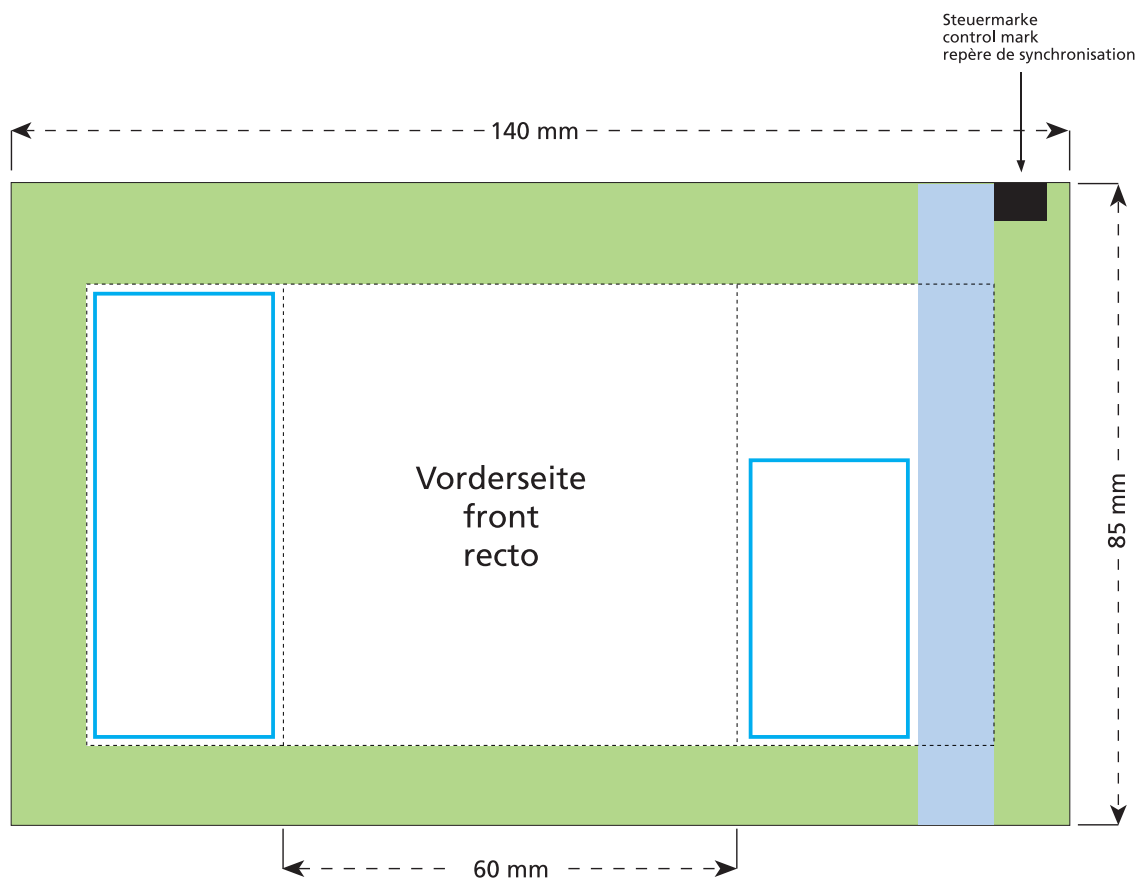 Steuermarke
control mark
repère de synchronisation
140 mm
Vorderseite
front
recto
85 mm
60 mm